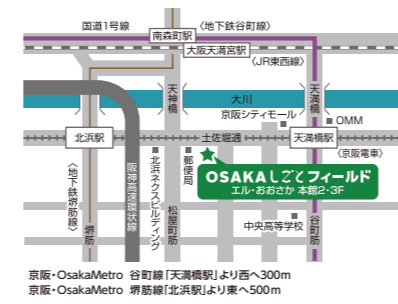 国道1号線
南森町駅
〈地下鉄谷町線〉
大阪天満宮駅
〈JR東西線〉
天神橋
大川
天満橋
京阪シティモール
OMM
北浜駅
土佐堀通
天満橋駅
〈京阪電車〉
〈地下鉄堺筋線〉
堺筋
阪神高速環状線
北浜ネクスビルディング
松屋町筋
郵便局
OSAKAしごとフィールド
エル・おおさか 本館2・3F
中央高等学校
谷町筋
京阪・OsakaMetro 谷町線「天満橋駅」より西へ300m
京阪・OsakaMetro 堺筋線「北浜駅」より東へ500m